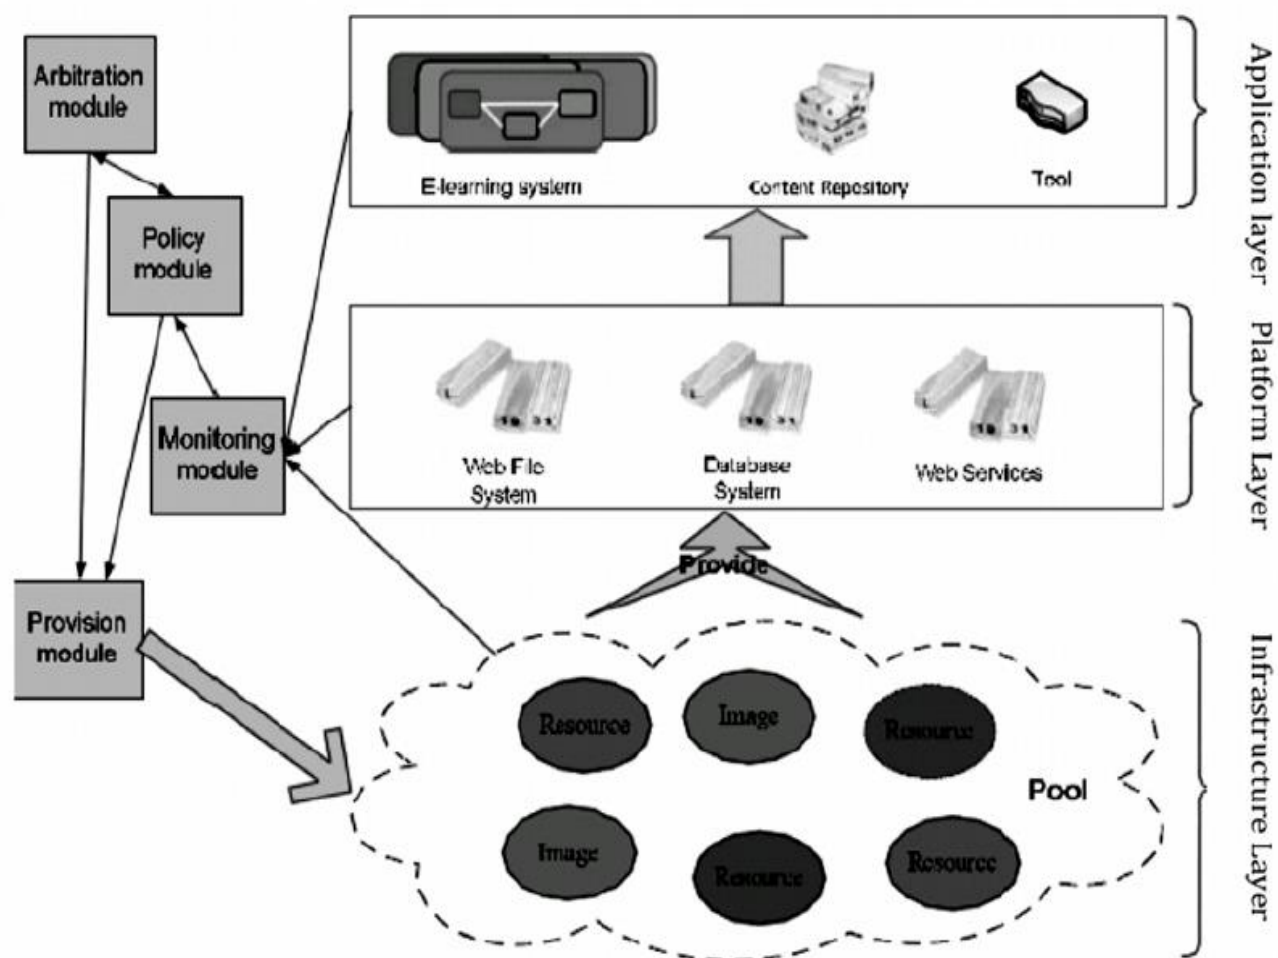 Arbitration
module
Policy
module
Monitoring
module
Provision
module
E-learning system
Content Repository
Tool
Application layer
Web File
System
Database
System
Web Services
Platform Layer
Provide
Resource
Image
Resource
Pool
Image
Resource
Resource
Infrastructure Layer